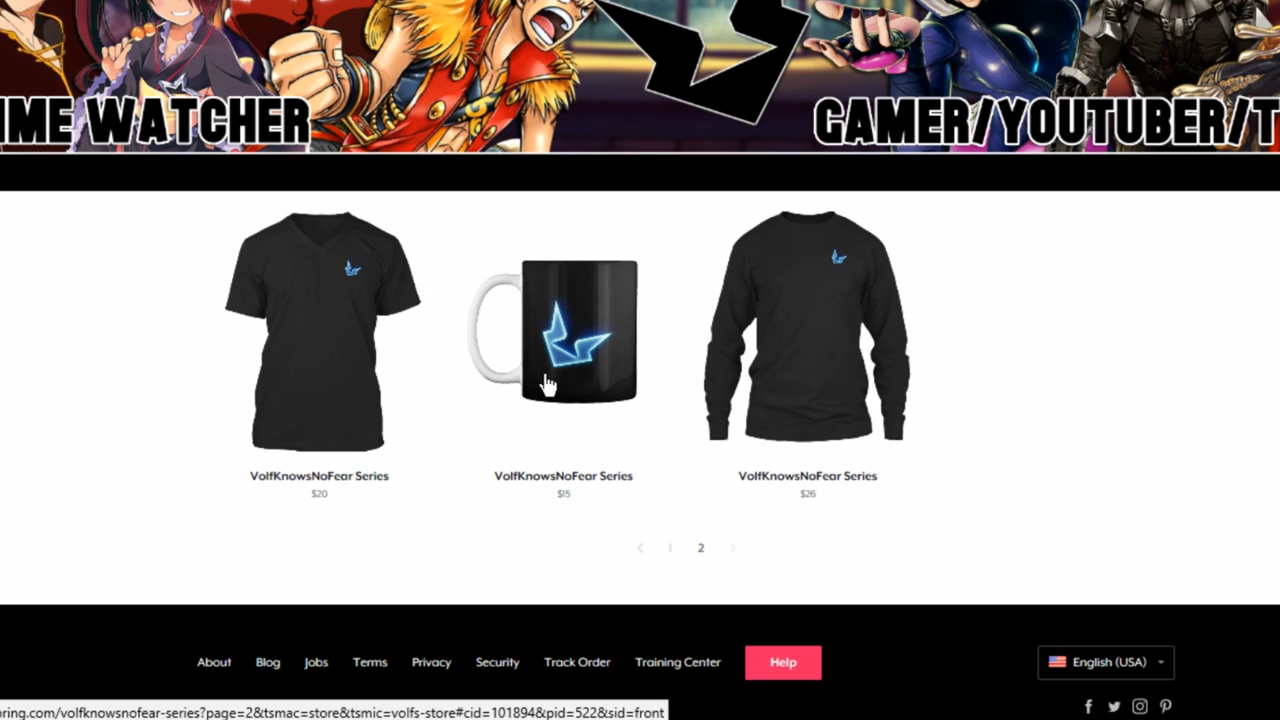 IME WATCHER
GAMER/YOUTUBER/T
VolfKnowsNoFear Series
$20
VolfKnowsNoFear Series
$15
VolfKnowsNoFear Series
$26
1 2
About Blog Jobs Terms Privacy Security Track Order Training Center Help English (USA)
pring.com/volfknowsnofear-series?page=2&tsmac=store&tsmic=volfs-store#cid=101894&pid=522&sid=front